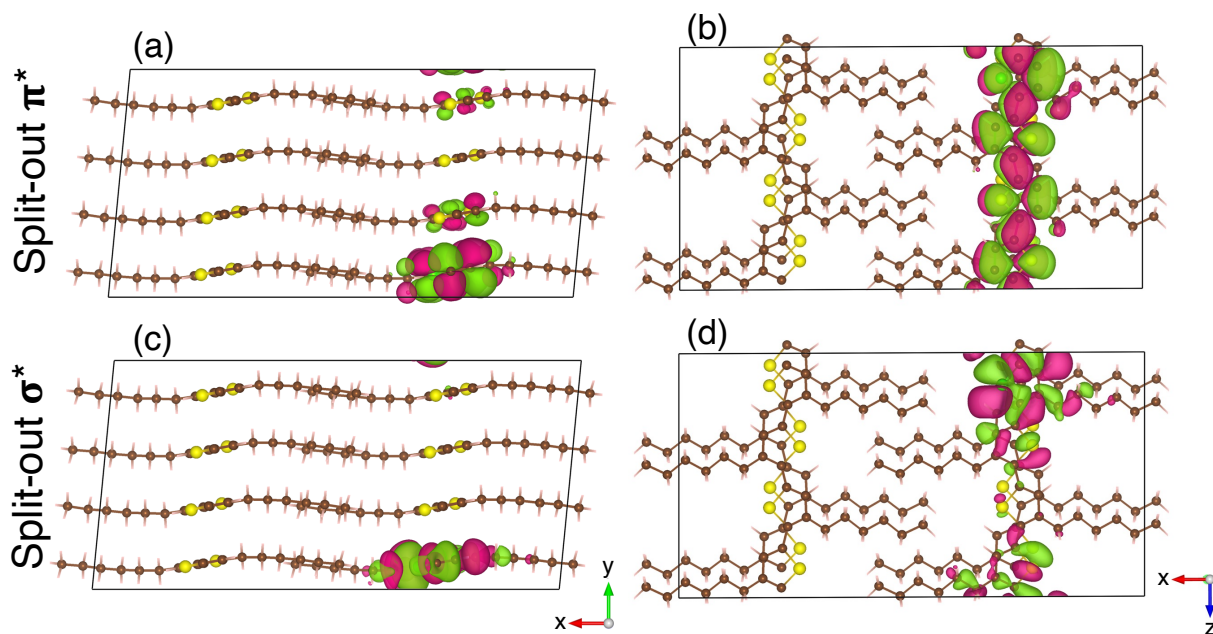 Split-out π*
(a)
(b)
Split-out σ*
(c)
(d)
y
x
x
z